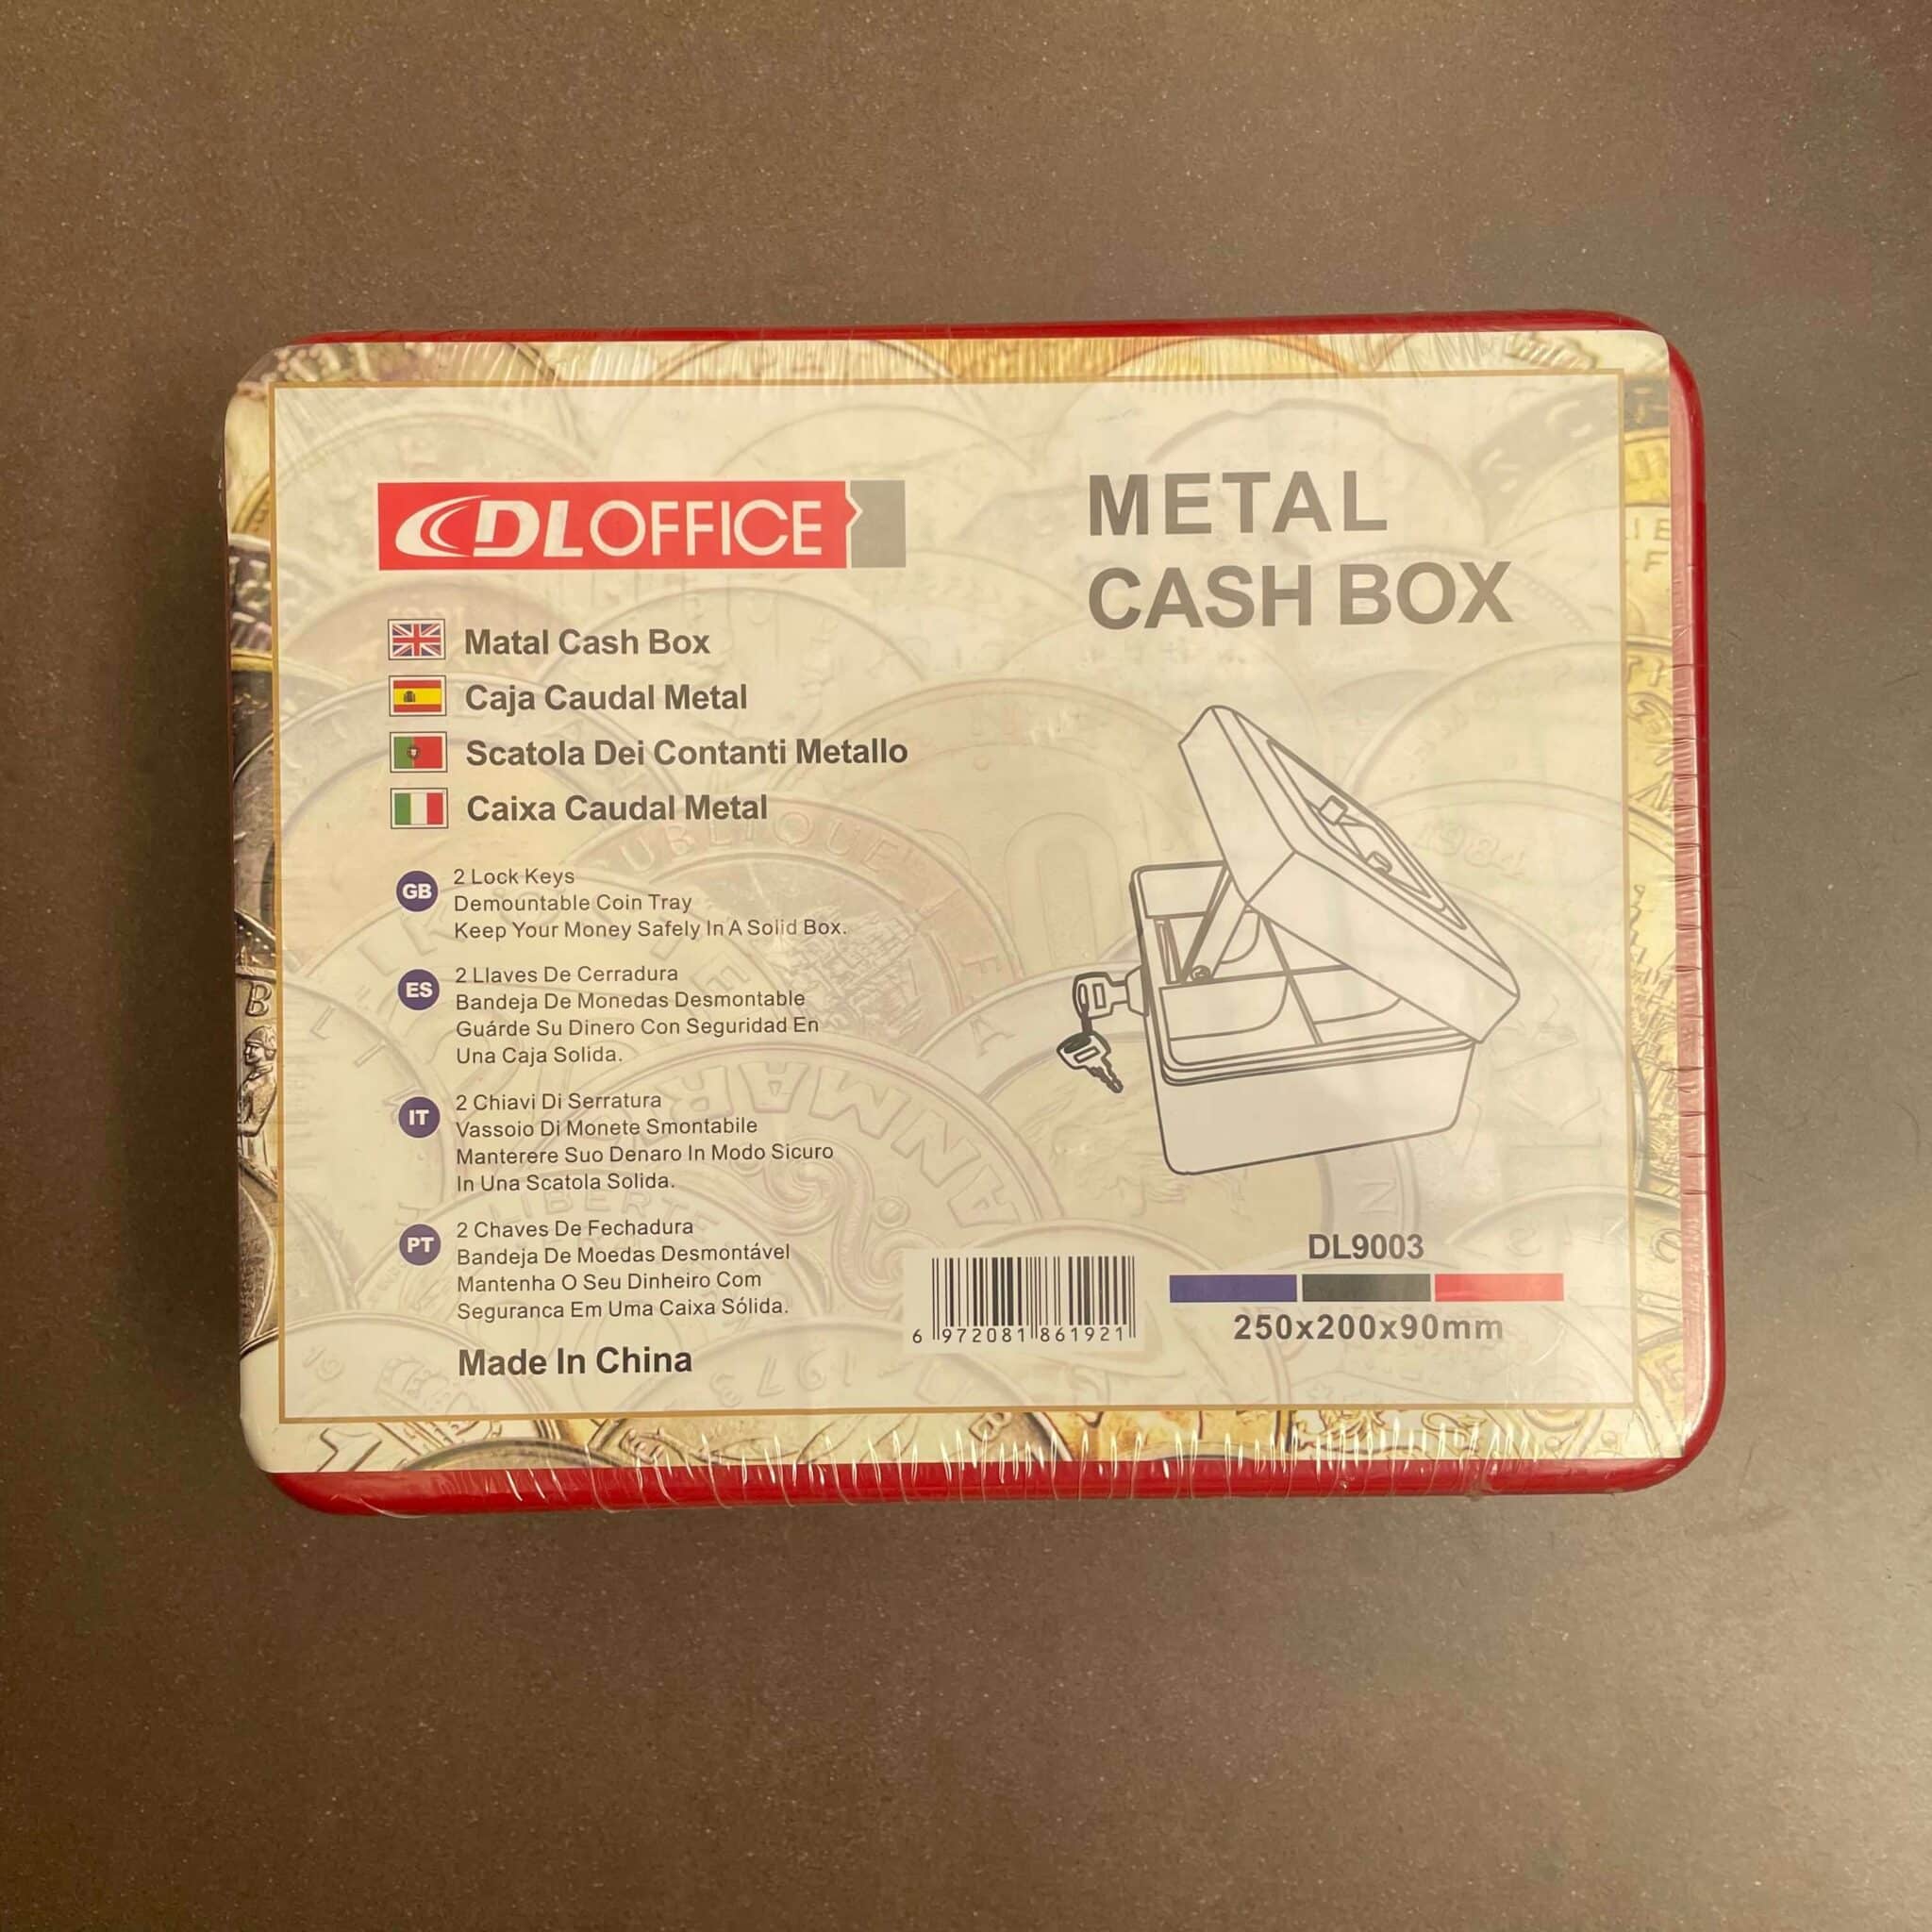 DLOFFICE
METAL
CASH BOX
Matal Cash Box
Caja Caudal Metal
Scatola Dei Contanti Metallo
Caixa Caudal Metal
GB
2 Lock Keys
Demountable Coin Tray
Keep Your Money Safely In A Solid Box.
ES
2 Llaves De Cerradura
Bandeja De Monedas Desmontable
Guárde Su Dinero Con Seguridad En
Una Caja Solida.
IT
2 Chiavi Di Serratura
Vassoio Di Monete Smontabile
Manterere Suo Denaro In Modo Sicuro
In Una Scatola Solida.
PT
2 Chaves De Fechadura
Bandeja De Moedas Desmontável
Mantenha O Seu Dinheiro Com
Seguranca Em Uma Caixa Sólida.
Made In China
6 972081 861921
DL9003
250x200x90mm